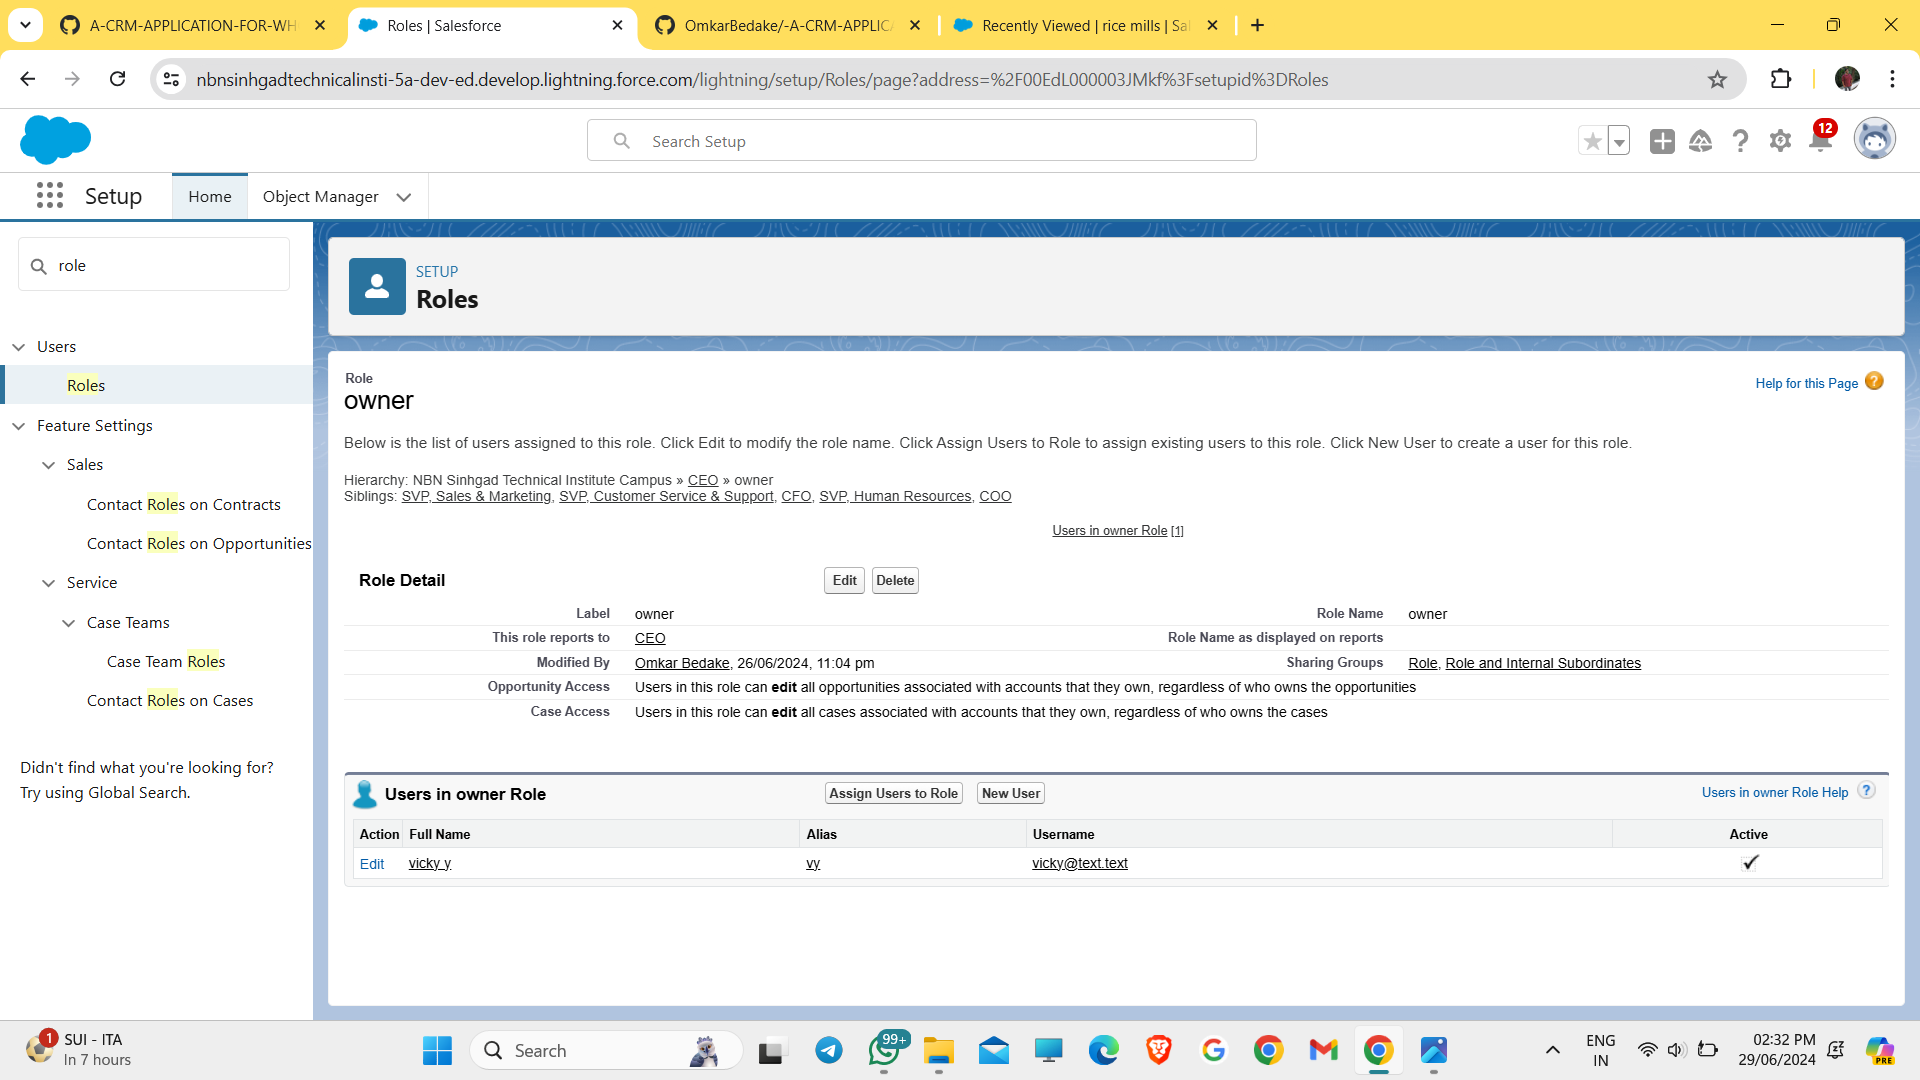 A-CRM-APPLICATION-FOR-WH
Roles | Salesforce
OmkarBedake/-A-CRM-APPLICA
Recently Viewed | rice mills | Sa
nbnsinhgadtechnicalinsti-5a-dev-ed.develop.lightning.force.com/lightning/setup/Roles/page?address=%2F00EdL000003JMkf%3Fsetupid%3DRoles
Search Setup
12
Setup
Home
Object Manager
role
Users
Roles
Feature Settings
Sales
Contact Roles on Contracts
Contact Roles on Opportunities
Service
Case Teams
Case Team Roles
Contact Roles on Cases
Didn't find what you're looking for?
Try using Global Search.
SETUP
Roles
Role
owner
Help for this Page
Below is the list of users assigned to this role. Click Edit to modify the role name. Click Assign Users to Role to assign existing users to this role. Click New User to create a user for this role.
Hierarchy: NBN Sinhgad Technical Institute Campus » CEO » owner
Siblings: SVP, Sales & Marketing, SVP, Customer Service & Support, CFO, SVP, Human Resources, COO
Users in owner Role [1]
Role Detail Edit Delete
Label owner Role Name owner
This role reports to CEO Role Name as displayed on reports
Modified By Omkar Bedake, 26/06/2024, 11:04 pm Sharing Groups Role, Role and Internal Subordinates
Opportunity Access Users in this role can edit all opportunities associated with accounts that they own, regardless of who owns the opportunities
Case Access Users in this role can edit all cases associated with accounts that they own, regardless of who owns the cases
Users in owner Role Assign Users to Role New User Users in owner Role Help ?
Action Full Name Alias Username Active
Edit vicky y vy vicky@text.text
1 SUI - ITA
In 7 hours
Search
99+
PRE
ENG
IN
02:32 PM
29/06/2024